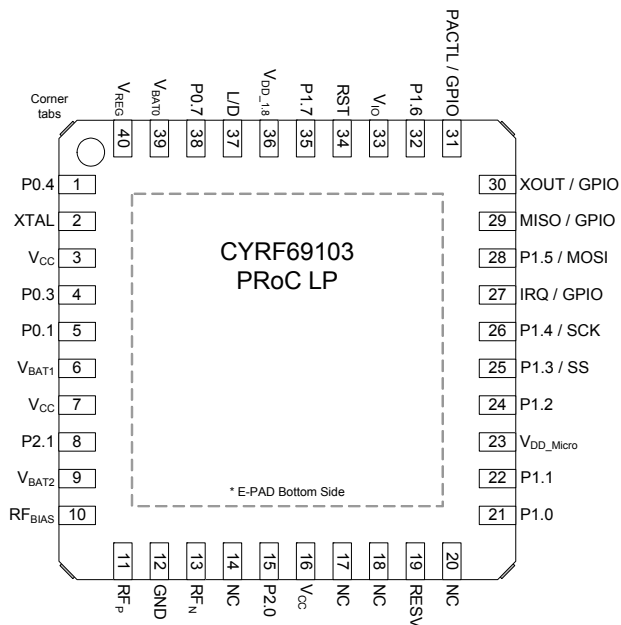 PACTL / GPIO
P1.6
VIO
RST
P1.7
VDD_1.8
L/D
P0.7
VBAT0
VREG
Corner
tabs
40 39 38 37 36 35 34 33 32 31
P0.4 1
XTAL 2
VCC 3
P0.3 4
P0.1 5
VBAT1 6
VCC 7
P2.1 8
VBAT2 9
RFBIAS 10
CYRF69103
PRoC LP
* E-PAD Bottom Side
30 XOUT / GPIO
29 MISO / GPIO
28 P1.5 / MOSI
27 IRQ / GPIO
26 P1.4 / SCK
25 P1.3 / SS
24 P1.2
23 VDD_Micro
22 P1.1
21 P1.0
11 12 13 14 15 16 17 18 19 20
RFP
GND
RFN
NC
P2.0
VCC
NC
NC
RESV
NC